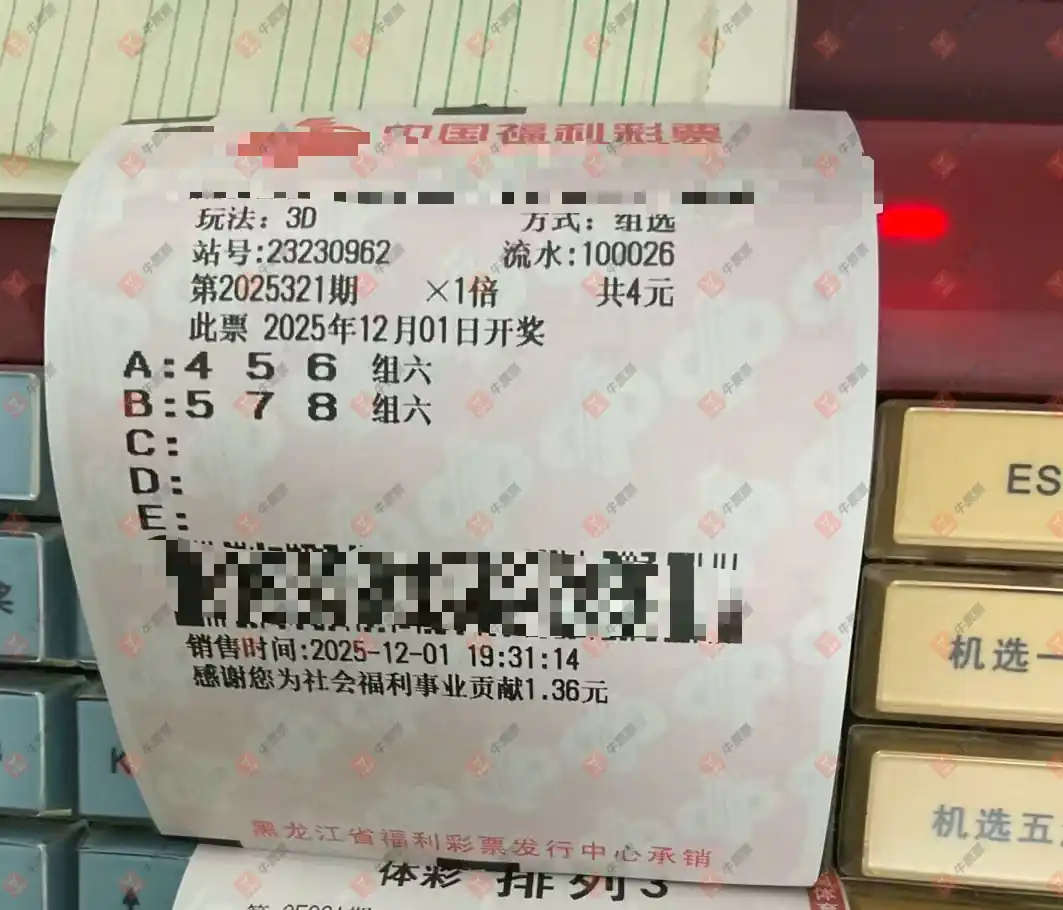 中国福利彩票
玩法: 3D 方式: 组选
站号:23230962 流水:100026
第2025321期 ×1倍 共4元
此票 2025年12月01日开奖
A:4 5 6 组六
B:5 7 8 组六
C:
D:
E:
销售时间:2025-12-01 19:31:14
感谢您为社会福利事业贡献1.36元
黑龙江省福利彩票发行中心承销
体彩 排列3
ES
机选一
机选五
K
奖